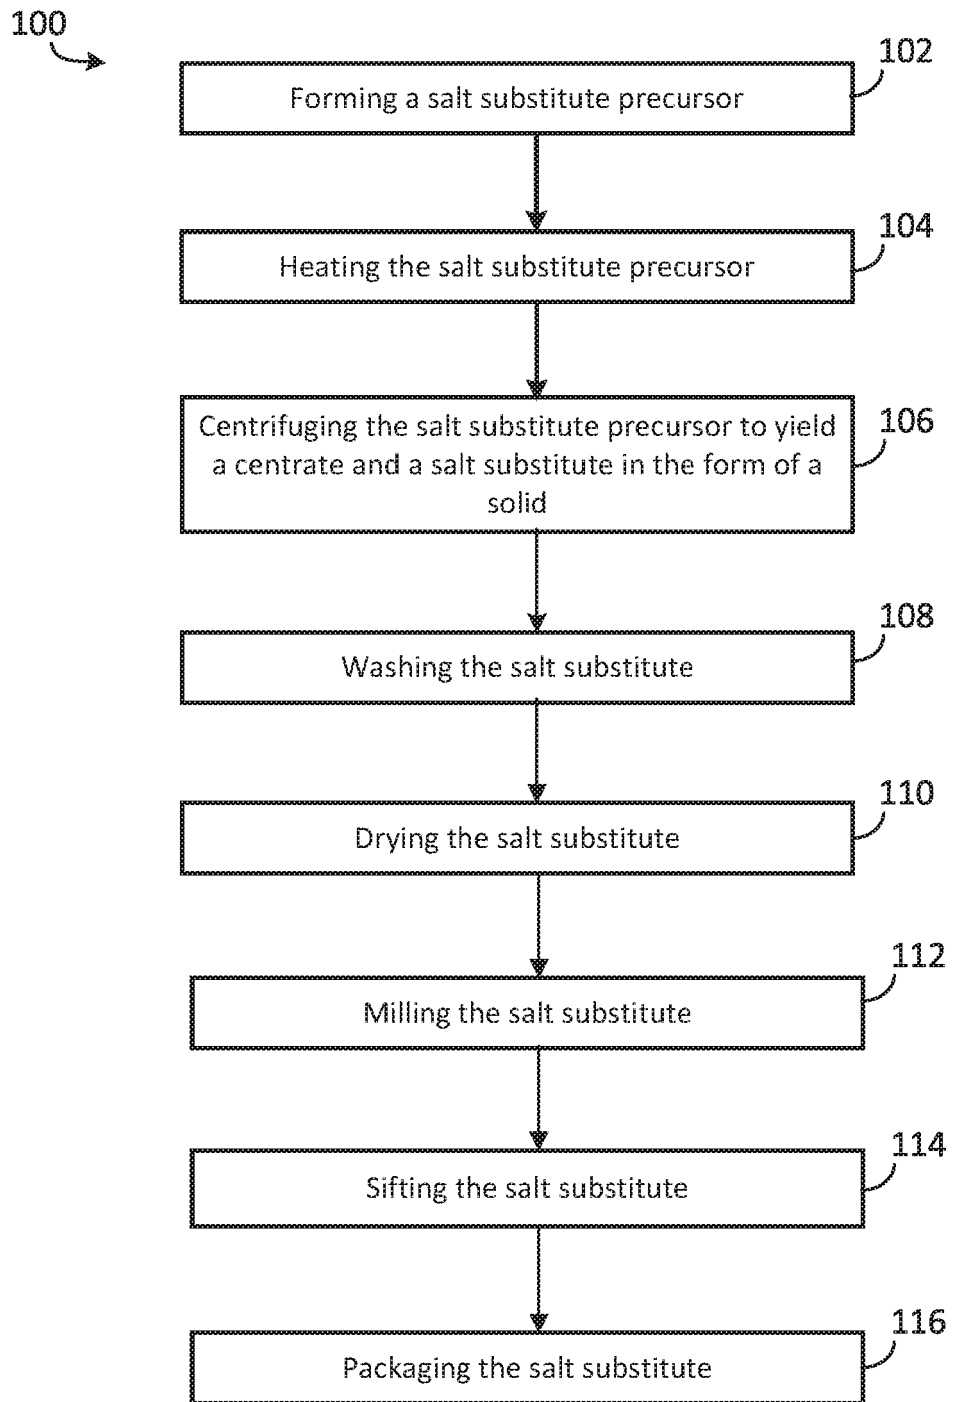 100
102
Forming a salt substitute precursor
104
Heating the salt substitute precursor
106
Centrifuging the salt substitute precursor to yield
a centrate and a salt substitute in the form of a
solid
108
Washing the salt substitute
110
Drying the salt substitute
112
Milling the salt substitute
114
Sifting the salt substitute
116
Packaging the salt substitute